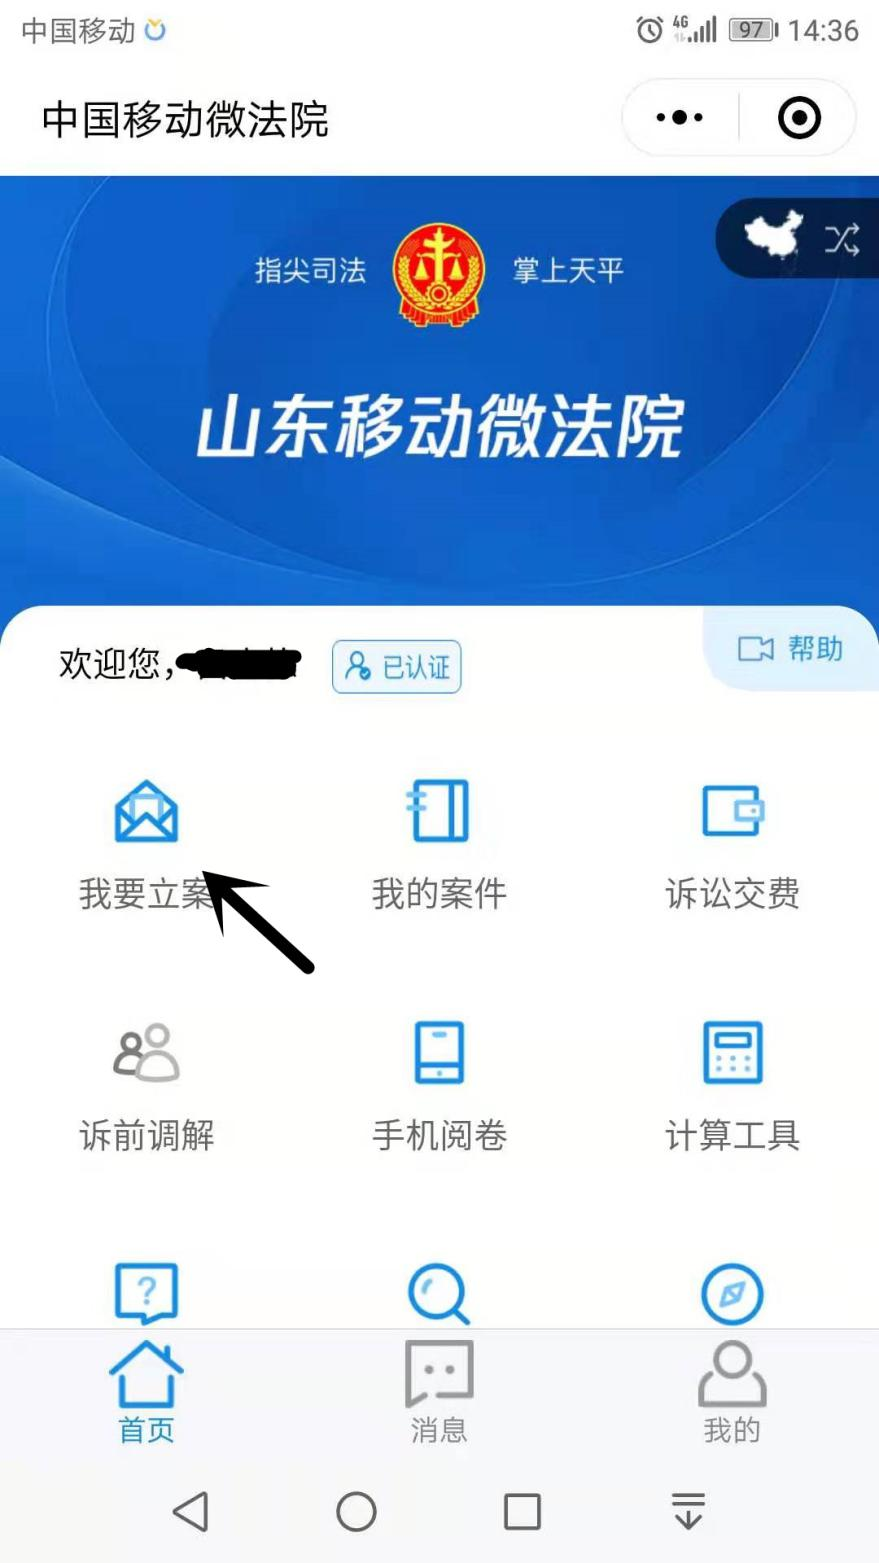 中国移动
4G
97
14:36
中国移动微法院
指尖司法
掌上天平
山东移动微法院
欢迎您,
已认证
帮助
我要立案
我的案件
诉讼交费
诉前调解
手机阅卷
计算工具
首页
消息
我的